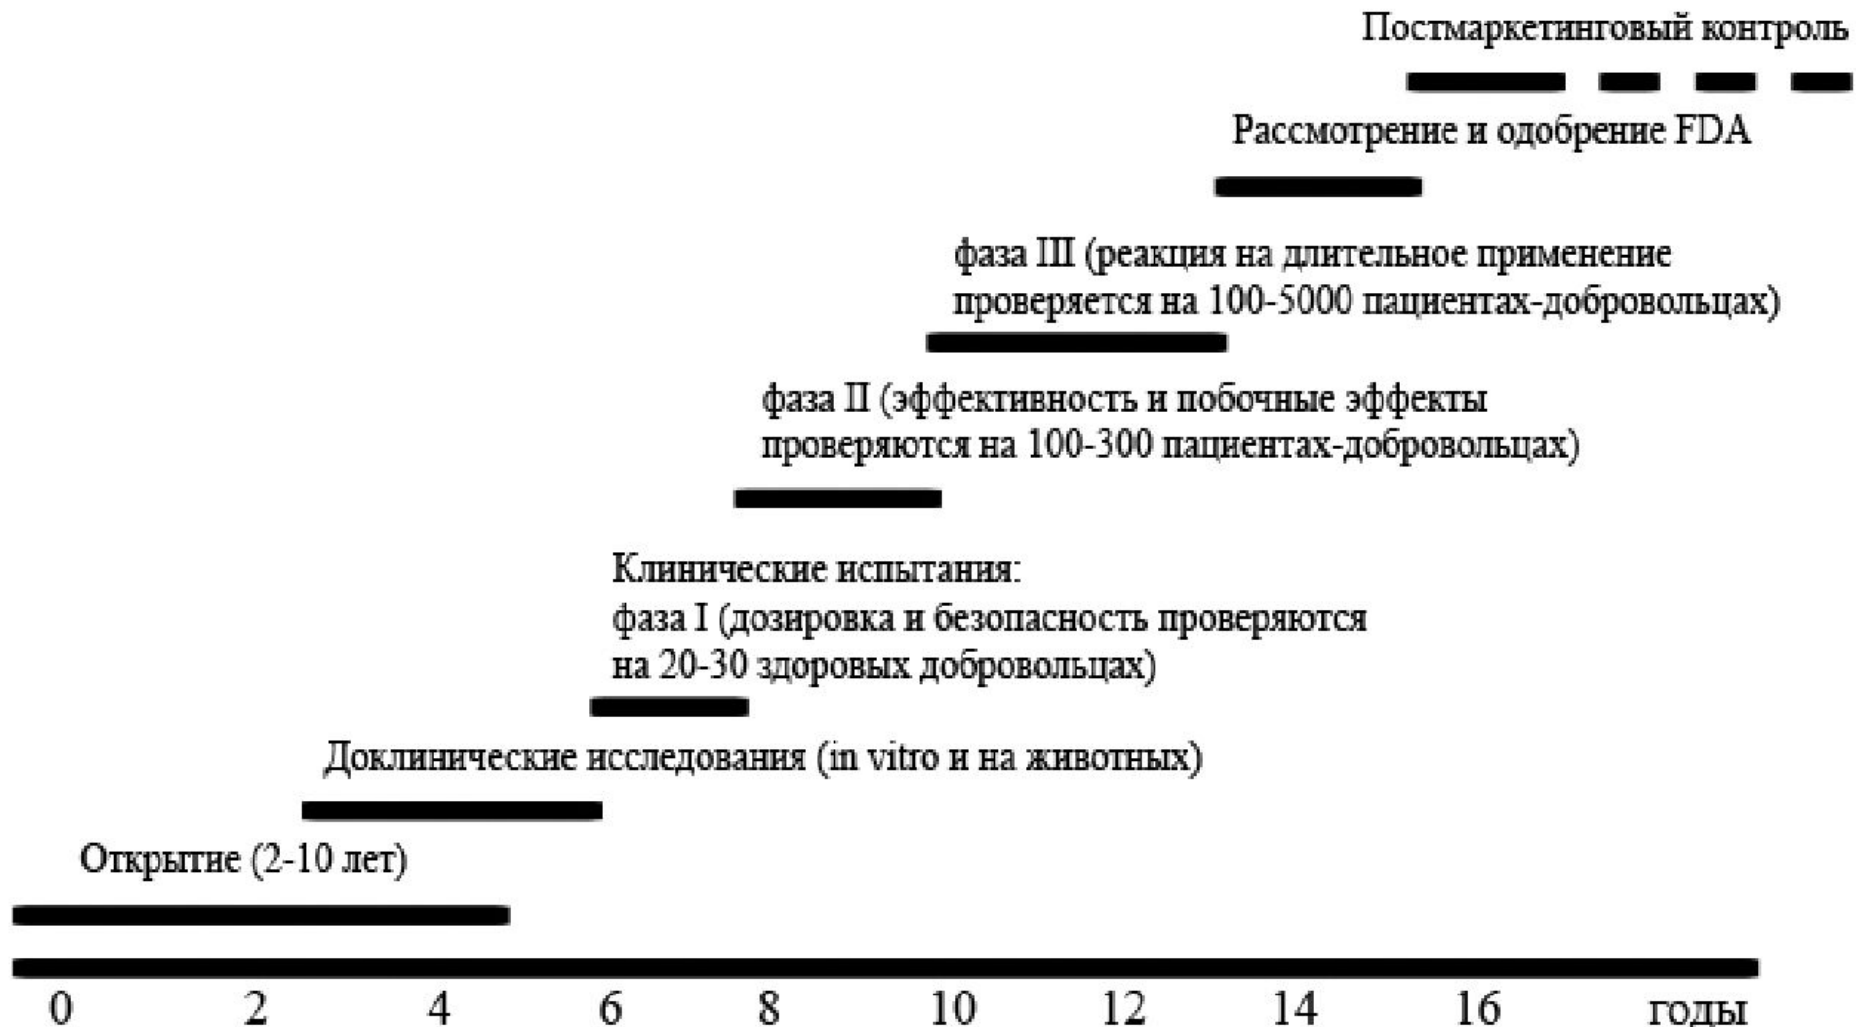 Постмаркетинговый контроль
Рассмотрение и одобрение FDA
фаза III (реакция на длительное применение
проверяется на 100-5000 пациентах-добровольцах)
фаза II (эффективность и побочные эффекты
проверяются на 100-300 пациентах-добровольцах)
Клинические испытания:
фаза I (дозировка и безопасность проверяются
на 20-30 здоровых добровольцах)
Доклинические исследования (in vitro и на животных)
Открытие (2-10 лет)
0 2 4 6 8 10 12 14 16 годы